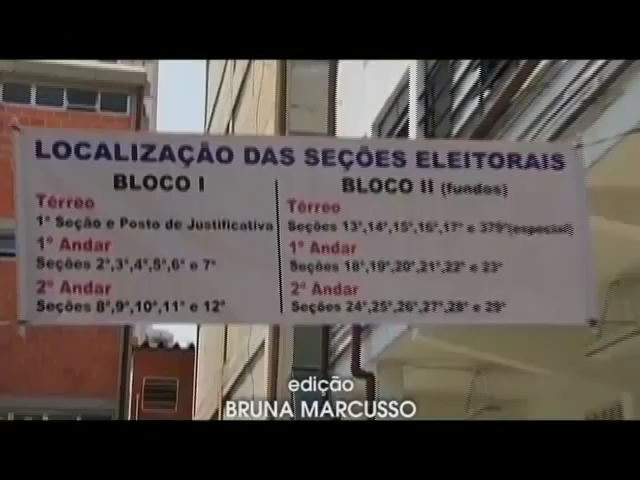 LOCALIZAÇÃO DAS SEÇÕES ELEITORAIS
BLOCO I
Térreo
1ª Seção e Posto de Justificativa
1º Andar
Seções 2ª,3ª,4ª,5ª,6ª e 7ª
2º Andar
Seções 8ª,9ª,10ª,11ª e 12ª
BLOCO II (fundos)
Térreo
Seções 13ª,14ª,15ª,16ª,17ª e 379ª(especial)
1º Andar
Seções 18ª,19ª,20ª,21ª,22ª e 23ª
2º Andar
Seções 24ª,25ª,26ª,27ª,28ª e 29ª
edição
BRUNA MARCUSSO